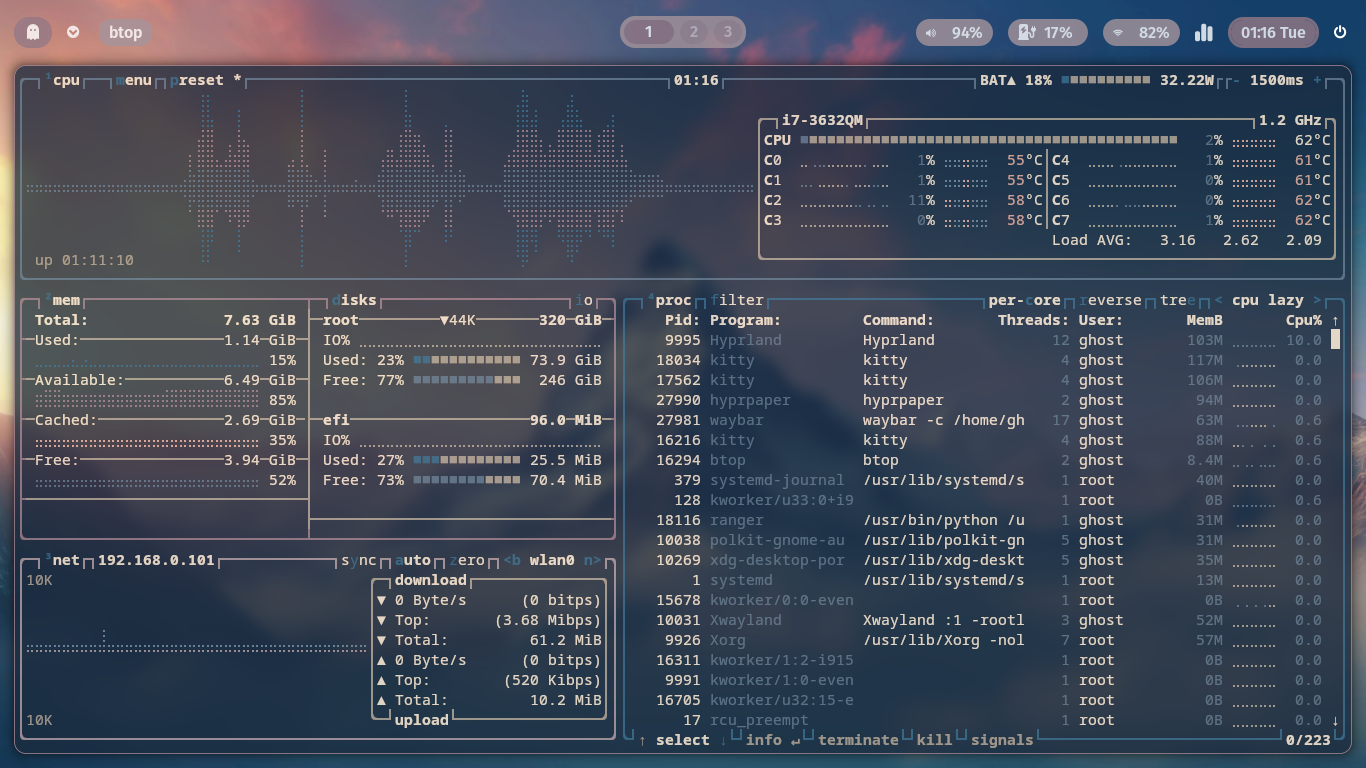 btop 1 2 3 94% 17% 82% 01:16 Tue
1cpu menu preset * 01:16 BAT▲ 18% 32.22W - 1500ms +
i7-3632QM 1.2 GHz
CPU 2% 62°C
C0 1% 55°C C4 1% 61°C
C1 1% 55°C C5 0% 61°C
C2 11% 58°C C6 0% 62°C
C3 0% 58°C C7 1% 62°C
Load AVG: 3.16 2.62 2.09
up 01:11:10
2mem disks io
Total: 7.63 GiB
Used: 1.14 GiB
15%
Available: 6.49 GiB
85%
Cached: 2.69 GiB
35%
Free: 3.94 GiB
52%
root ▼44K 320 GiB
IO%
Used: 23% 73.9 GiB
Free: 77% 246 GiB
efi 96.0 MiB
IO%
Used: 27% 25.5 MiB
Free: 73% 70.4 MiB
3net 192.168.0.101 sync auto zero <b wlan0 n>
10K
10K
download
▼ 0 Byte/s (0 bitps)
▼ Top: (3.68 Mibps)
▼ Total: 61.2 MiB
▲ 0 Byte/s (0 bitps)
▲ Top: (520 Kibps)
▲ Total: 10.2 MiB
upload
4proc filter per-core reverse tree < cpu lazy >
Pid: Program: Command: Threads: User: MemB Cpu% ↑
9995 Hyprland Hyprland 12 ghost 103M 10.0
18034 kitty kitty 4 ghost 117M 0.0
17562 kitty kitty 4 ghost 106M 0.0
27990 hyprpaper hyprpaper 2 ghost 94M 0.0
27981 waybar waybar -c /home/gh 17 ghost 63M 0.6
16216 kitty kitty 4 ghost 88M 0.6
16294 btop btop 2 ghost 8.4M 0.6
379 systemd-journal /usr/lib/systemd/s 1 root 40M 0.0
128 kworker/u33:0+i9 1 root 0B 0.6
18116 ranger /usr/bin/python /u 1 ghost 31M 0.0
10038 polkit-gnome-au /usr/lib/polkit-gn 5 ghost 31M 0.0
10269 xdg-desktop-por /usr/lib/xdg-deskt 5 ghost 35M 0.0
1 systemd /usr/lib/systemd/s 1 root 13M 0.0
15678 kworker/0:0-even 1 root 0B 0.0
10031 Xwayland Xwayland :1 -rootl 3 ghost 52M 0.0
9926 Xorg /usr/lib/Xorg -nol 7 root 57M 0.0
16311 kworker/1:2-i915 1 root 0B 0.0
9991 kworker/1:0-even 1 root 0B 0.0
16705 kworker/u32:15-e 1 root 0B 0.0
17 rcu_preempt 1 root 0B 0.0 ↓
↑ select ↓ info ↵ terminate kill signals 0/223